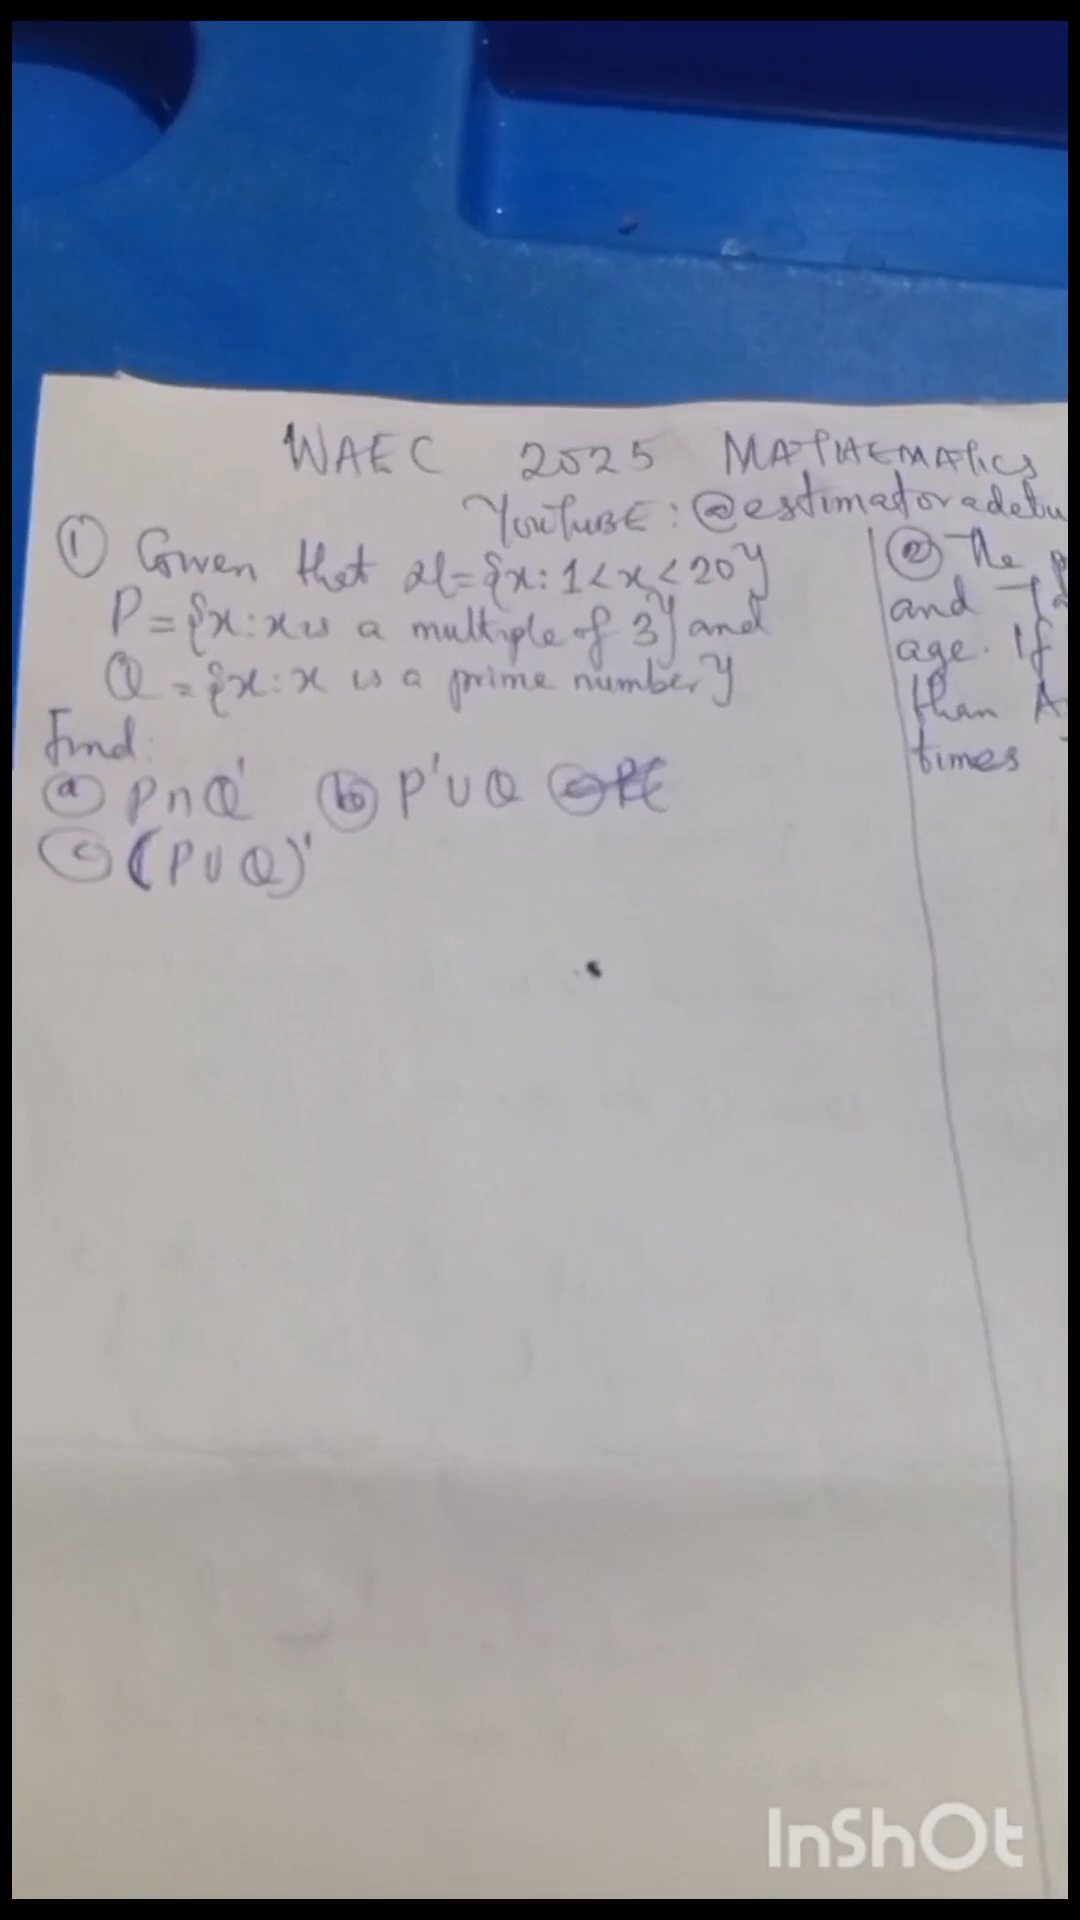 WAEC 2025 MATHEMATICS
YouTuBE: @estimatoradebu
① Given that U={x: 1<x<20}
P={x:x is a multiple of 3} and
Q={x:x is a prime number}
Find:
ⓐ P∩Q' ⓑ P'∪Q
ⓒ (P∪Q)'
② The
and
age. If
than
times
InShOt